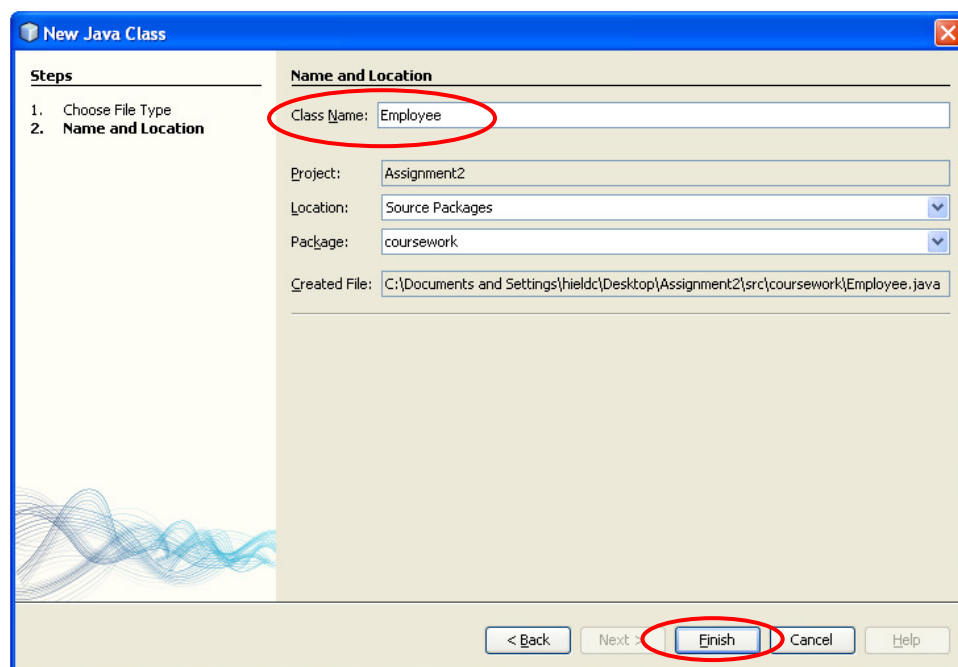 New Java Class
Steps
1. Choose File Type
2. Name and Location
Name and Location
Class Name: Employee
Project: Assignment2
Location: Source Packages
Package: coursework
Created File: C:\Documents and Settings\hieldc\Desktop\Assignment2\src\coursework\Employee.java
< Back Next > Finish Cancel Help